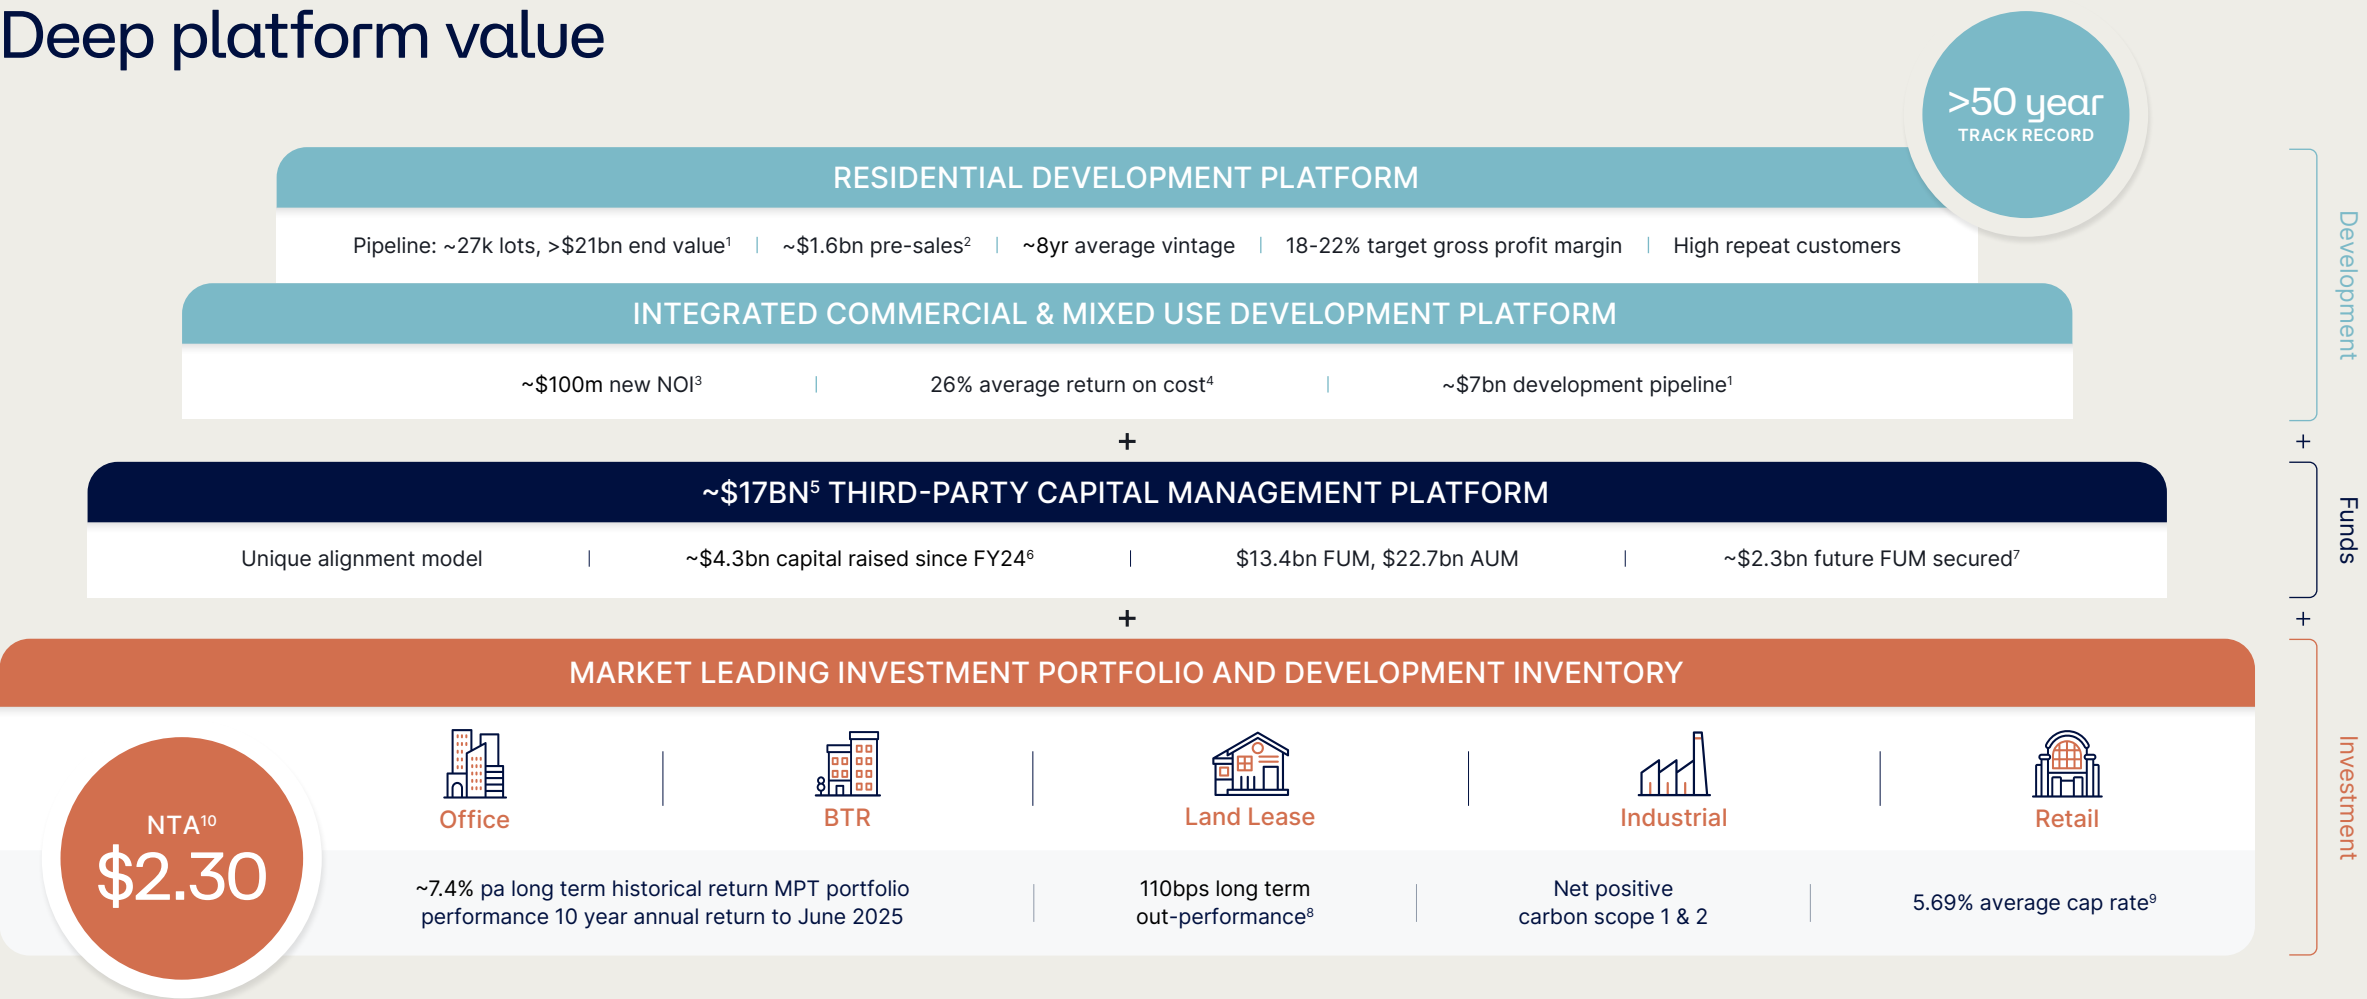 Deep platform value
>50 year
TRACK RECORD
RESIDENTIAL DEVELOPMENT PLATFORM
Pipeline: ~27k lots, >$21bn end value¹ | ~$1.6bn pre-sales² | ~8yr average vintage | 18-22% target gross profit margin | High repeat customers
INTEGRATED COMMERCIAL & MIXED USE DEVELOPMENT PLATFORM
~$100m new NOI³ | 26% average return on cost⁴ | ~$7bn development pipeline¹
Development
+
+
~$17BN⁵ THIRD-PARTY CAPITAL MANAGEMENT PLATFORM
Unique alignment model | ~$4.3bn capital raised since FY24⁶ | $13.4bn FUM, $22.7bn AUM | ~$2.3bn future FUM secured⁷
Funds
+
+
MARKET LEADING INVESTMENT PORTFOLIO AND DEVELOPMENT INVENTORY
Office | BTR | Land Lease | Industrial | Retail
NTA¹⁰
$2.30
~7.4% pa long term historical return MPT portfolio
performance 10 year annual return to June 2025
110bps long term
out-performance⁸
Net positive
carbon scope 1 & 2
5.69% average cap rate⁹
Investment